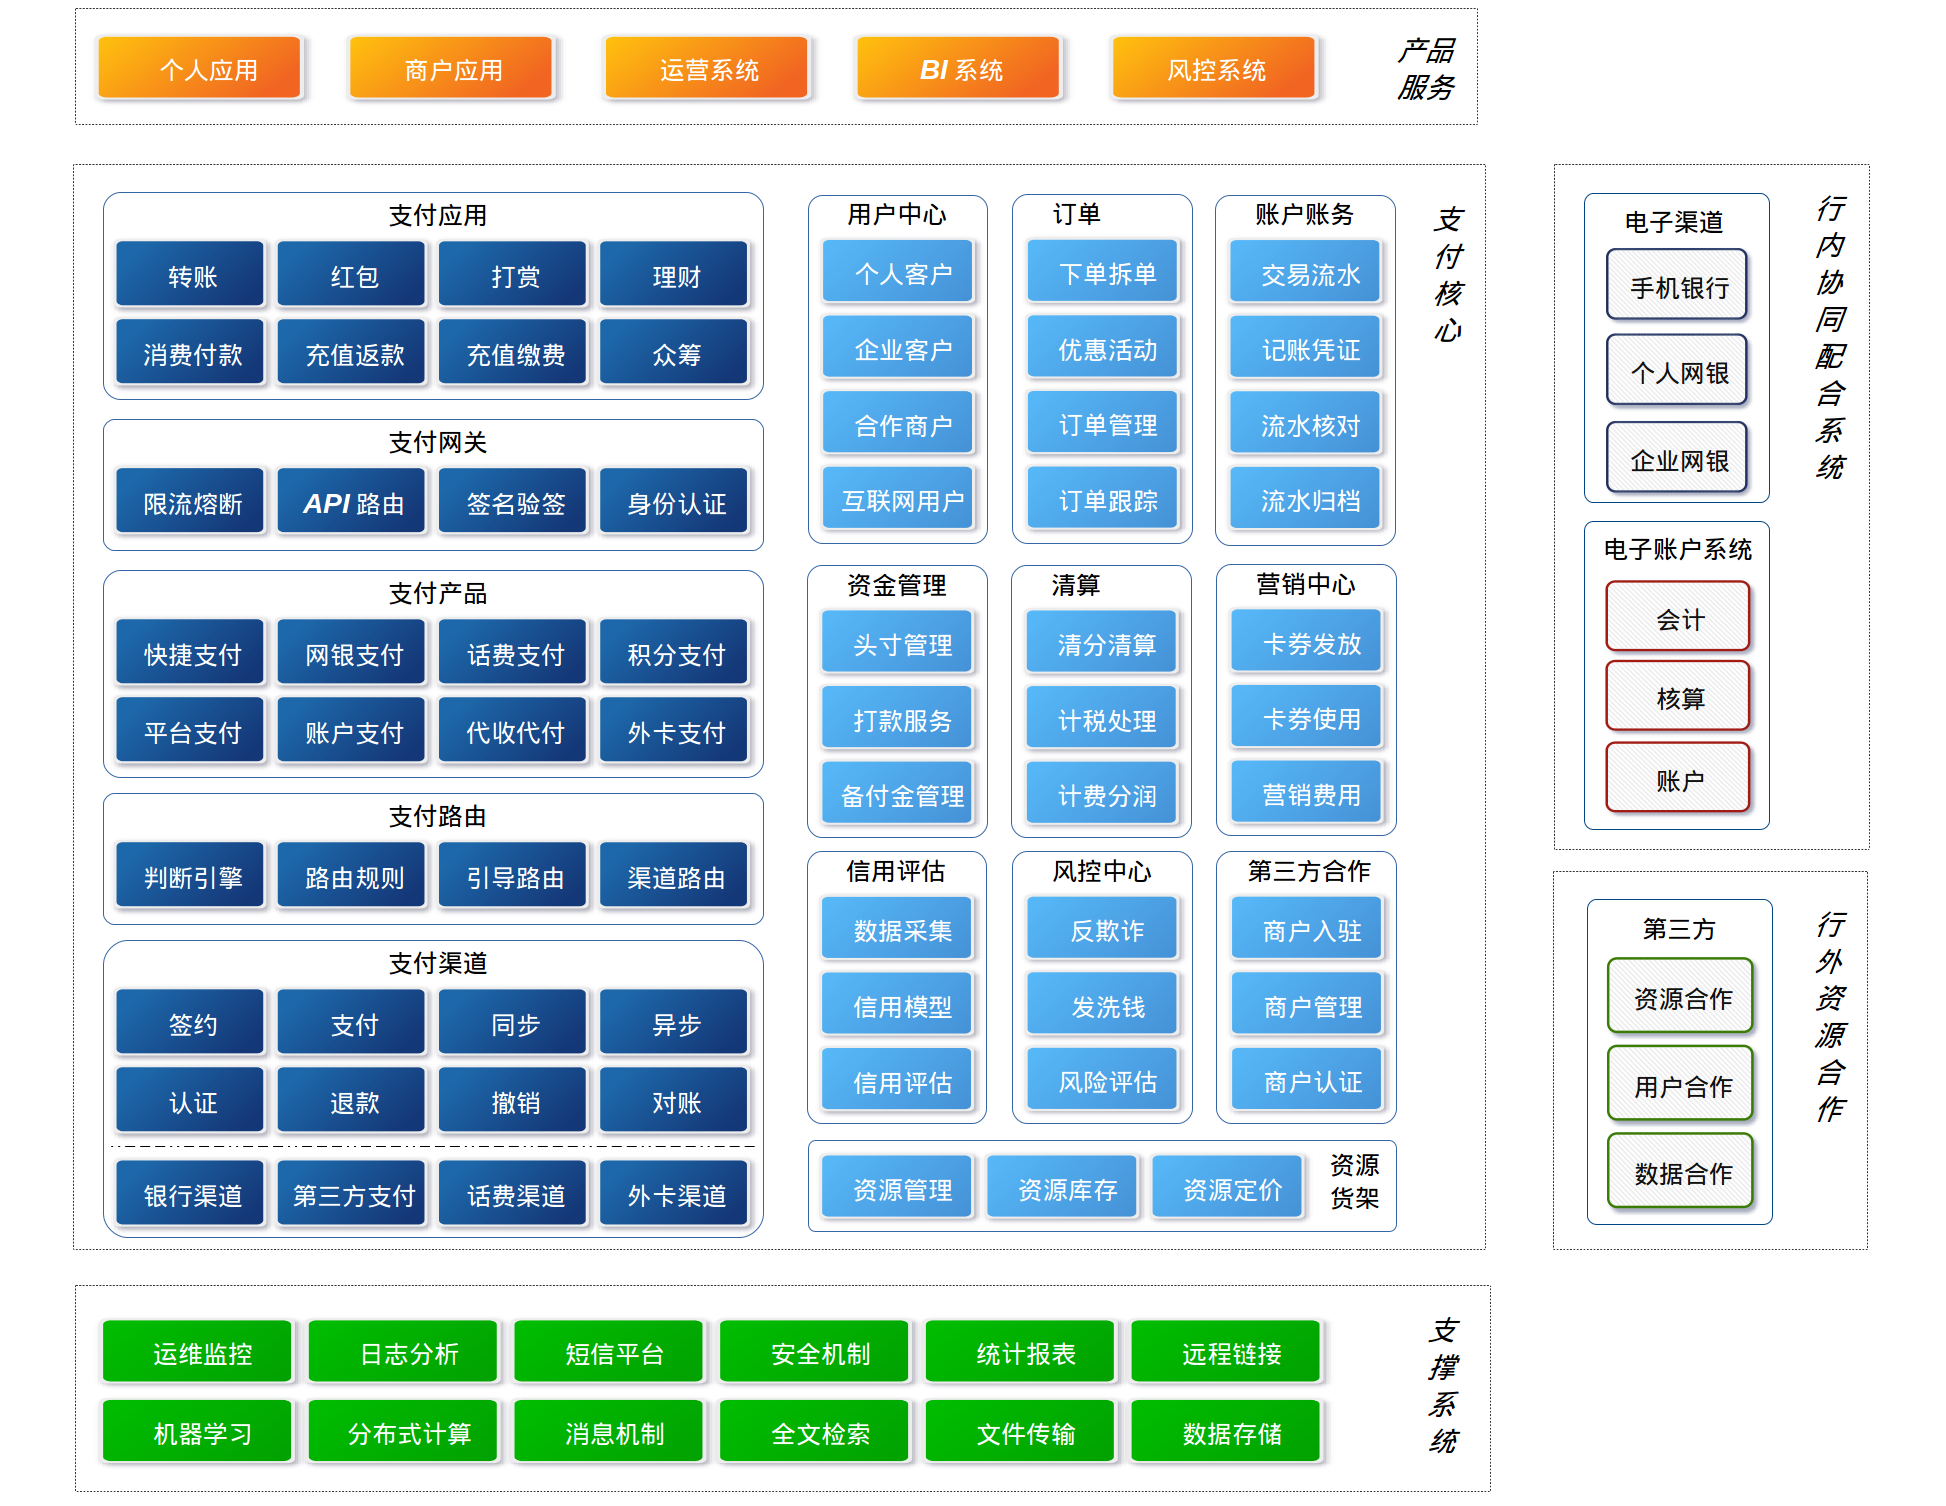 个人应用
商户应用
运营系统
BI 系统
风控系统
产品
服务
支付应用
转账
红包
打赏
理财
消费付款
充值返款
充值缴费
众筹
支付网关
限流熔断
API 路由
签名验签
身份认证
支付产品
快捷支付
网银支付
话费支付
积分支付
平台支付
账户支付
代收代付
外卡支付
支付路由
判断引擎
路由规则
引导路由
渠道路由
支付渠道
签约
支付
同步
异步
认证
退款
撤销
对账
银行渠道
第三方支付
话费渠道
外卡渠道
用户中心
个人客户
企业客户
合作商户
互联网用户
订单
下单拆单
优惠活动
订单管理
订单跟踪
账户账务
交易流水
记账凭证
流水核对
流水归档
资金管理
头寸管理
打款服务
备付金管理
清算
清分清算
计税处理
计费分润
营销中心
卡券发放
卡券使用
营销费用
信用评估
数据采集
信用模型
信用评估
风控中心
反欺诈
发洗钱
风险评估
第三方合作
商户入驻
商户管理
商户认证
资源管理
资源库存
资源定价
资源
货架
支付核心
电子渠道
手机银行
个人网银
企业网银
电子账户系统
会计
核算
账户
行内协同配合系统
第三方
资源合作
用户合作
数据合作
行外资源合作
运维监控
日志分析
短信平台
安全机制
统计报表
远程链接
机器学习
分布式计算
消息机制
全文检索
文件传输
数据存储
支撑系统